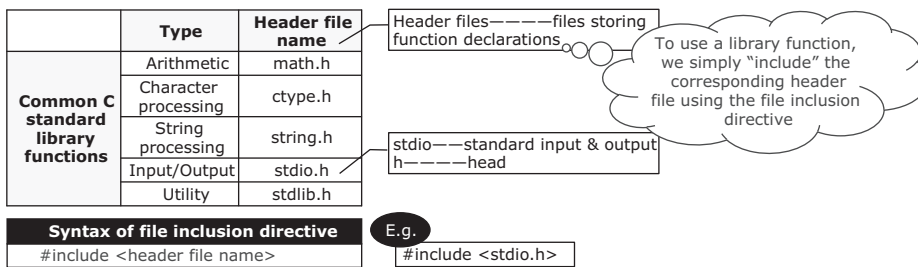 Type
Header file
name
Common C
standard
library
functions
Arithmetic
math.h
Character
processing
ctype.h
String
processing
string.h
Input/Output
stdio.h
Utility
stdlib.h
Header files————files storing
function declarations
To use a library function,
we simply “include” the
corresponding header
file using the file inclusion
directive
stdio——standard input & output
h————head
Syntax of file inclusion directive
#include <header file name>
E.g.
#include <stdio.h>